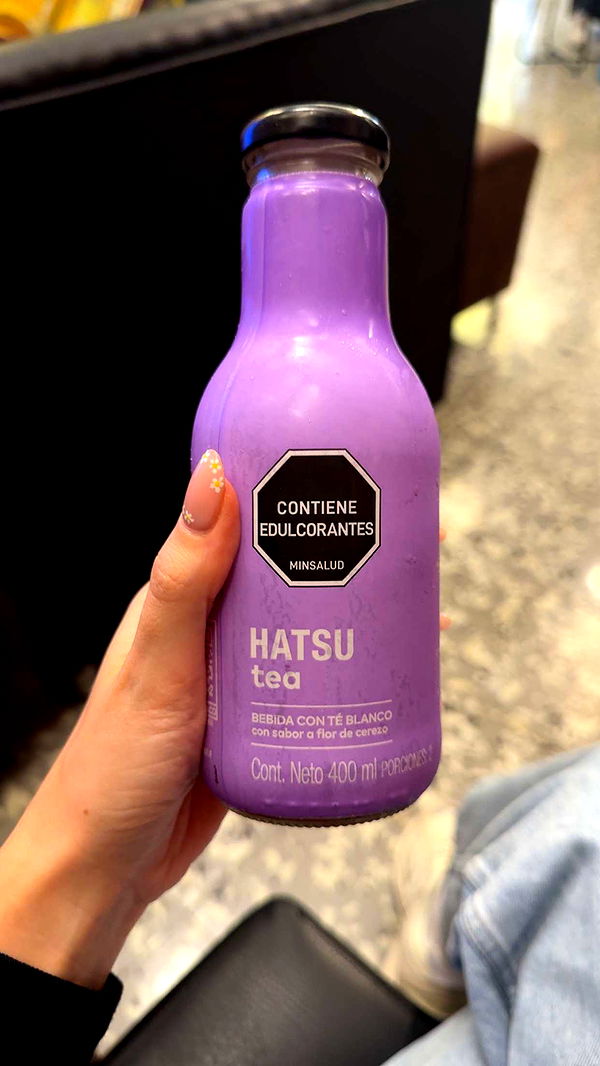 CONTIENE
EDULCORANTES
MINSALUD
HATSU
tea
BEBIDA CON TÉ BLANCO
con sabor a flor de cerezo
Cont. Neto 400 ml PORCIONES: 2